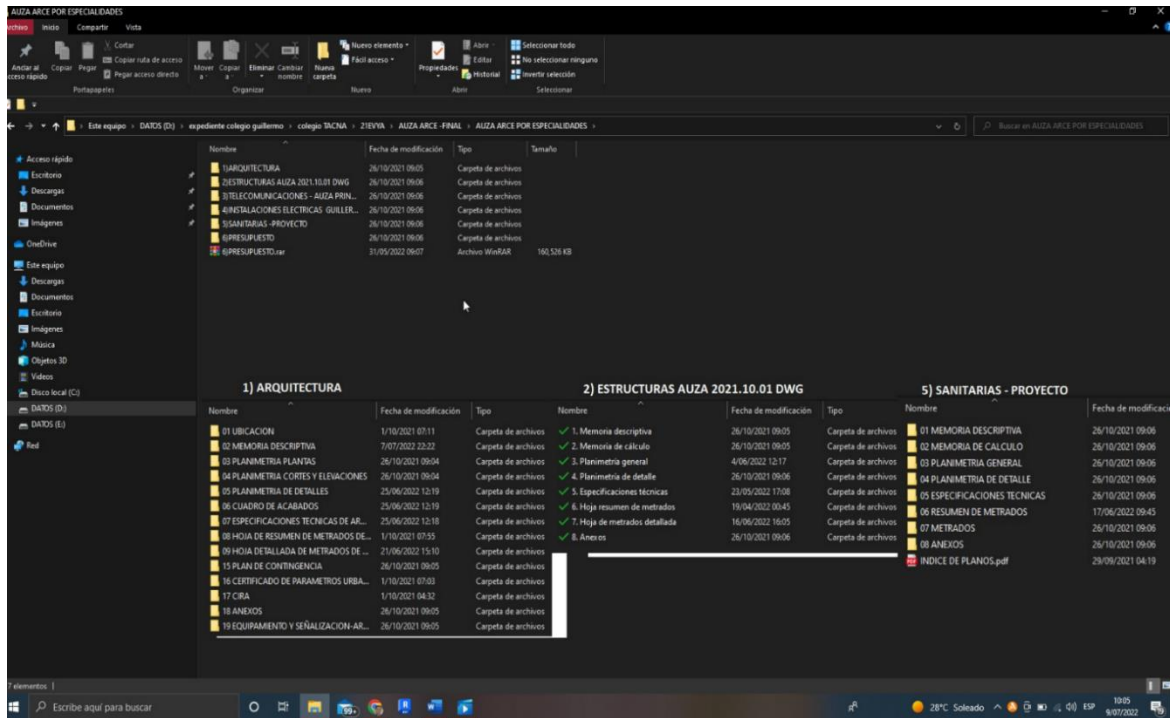 AUZA ARCE POR ESPECIALIDADES
Archivo Inicio Compartir Vista
Anclar al acceso rápido
Copiar
Pegar
Cortar
Copiar ruta de acceso
Pegar acceso directo
Portapapeles
Mover a
Copiar a
Eliminar
Cambiar nombre
Organizar
Nueva carpeta
Nuevo elemento
Fácil acceso
Nuevo
Propiedades
Abrir
Editar
Historial
Abrir
Seleccionar todo
No seleccionar ninguno
Invertir selección
Seleccionar
Este equipo > DATOS (D:) > expediente colegio guillermo > colegio TACNA > 21EVYA > AUZA ARCE -FINAL > AUZA ARCE POR ESPECIALIDADES >
Buscar en AUZA ARCE POR ESPECIALIDADES
Acceso rápido
Escritorio
Descargas
Documentos
Imágenes
OneDrive
Este equipo
Descargas
Documentos
Escritorio
Imágenes
Música
Objetos 3D
Videos
Disco local (C:)
DATOS (D:)
DATOS (E:)
Red
Nombre Fecha de modificación Tipo Tamaño
1)ARQUITECTURA 26/10/2021 09:05 Carpeta de archivos
2)ESTRUCTURAS AUZA 2021.10.01 DWG 26/10/2021 09:06 Carpeta de archivos
3)TELECOMUNICACIONES - AUZA PRIN... 26/10/2021 09:06 Carpeta de archivos
4)INSTALACIONES ELECTRICAS GUILLER... 26/10/2021 09:06 Carpeta de archivos
5)SANITARIAS -PROYECTO 26/10/2021 09:06 Carpeta de archivos
6)PRESUPUESTO 26/10/2021 09:06 Carpeta de archivos
6)PRESUPUESTO.rar 31/05/2022 09:07 Archivo WinRAR 160,526 KB
1) ARQUITECTURA
Nombre Fecha de modificación Tipo
01 UBICACION 1/10/2021 07:11 Carpeta de archivos
02 MEMORIA DESCRIPTIVA 7/07/2022 22:22 Carpeta de archivos
03 PLANIMETRIA PLANTAS 26/10/2021 09:04 Carpeta de archivos
04 PLANIMETRIA CORTES Y ELEVACIONES 26/10/2021 09:04 Carpeta de archivos
05 PLANIMETRIA DE DETALLES 25/06/2022 12:19 Carpeta de archivos
06 CUADRO DE ACABADOS 25/06/2022 12:19 Carpeta de archivos
07 ESPECIFICACIONES TECNICAS DE AR... 25/06/2022 12:18 Carpeta de archivos
08 HOJA DE RESUMEN DE METRADOS DE... 1/10/2021 07:55 Carpeta de archivos
09 HOJA DETALLADA DE METRADOS DE ... 21/06/2022 15:10 Carpeta de archivos
15 PLAN DE CONTINGENCIA 26/10/2021 09:05 Carpeta de archivos
16 CERTIFICADO DE PARAMETROS URBA... 1/10/2021 07:03 Carpeta de archivos
17 CIRA 1/10/2021 04:32 Carpeta de archivos
18 ANEXOS 26/10/2021 09:05 Carpeta de archivos
19 EQUIPAMIENTO Y SEÑALIZACION-AR... 26/10/2021 09:05 Carpeta de archivos
2) ESTRUCTURAS AUZA 2021.10.01 DWG
Nombre Fecha de modificación Tipo
1. Memoria descriptiva 26/10/2021 09:05 Carpeta de archivos
2. Memoria de cálculo 26/10/2021 09:05 Carpeta de archivos
3. Planimetría general 4/06/2022 12:17 Carpeta de archivos
4. Planimetría de detalle 26/10/2021 09:06 Carpeta de archivos
5. Especificaciones técnicas 23/05/2022 17:08 Carpeta de archivos
6. Hoja resumen de metrados 19/04/2022 00:45 Carpeta de archivos
7. Hoja de metrados detallada 16/06/2022 16:05 Carpeta de archivos
8. Anexos 26/10/2021 09:06 Carpeta de archivos
5) SANITARIAS - PROYECTO
Nombre Fecha de modificaci
01 MEMORIA DESCRIPTIVA 26/10/2021 09:06
02 MEMORIA DE CALCULO 26/10/2021 09:06
03 PLANIMETRIA GENERAL 26/10/2021 09:06
04 PLANIMETRIA DE DETALLE 26/10/2021 09:06
05 ESPECIFICACIONES TECNICAS 26/10/2021 09:06
06 RESUMEN DE METRADOS 17/06/2022 09:45
07 METRADOS 26/10/2021 09:06
08 ANEXOS 26/10/2021 09:06
INDICE DE PLANOS.pdf 29/09/2021 04:19
7 elementos
Escribe aquí para buscar
99+
28°C Soleado
ESP
10:05
9/07/2022